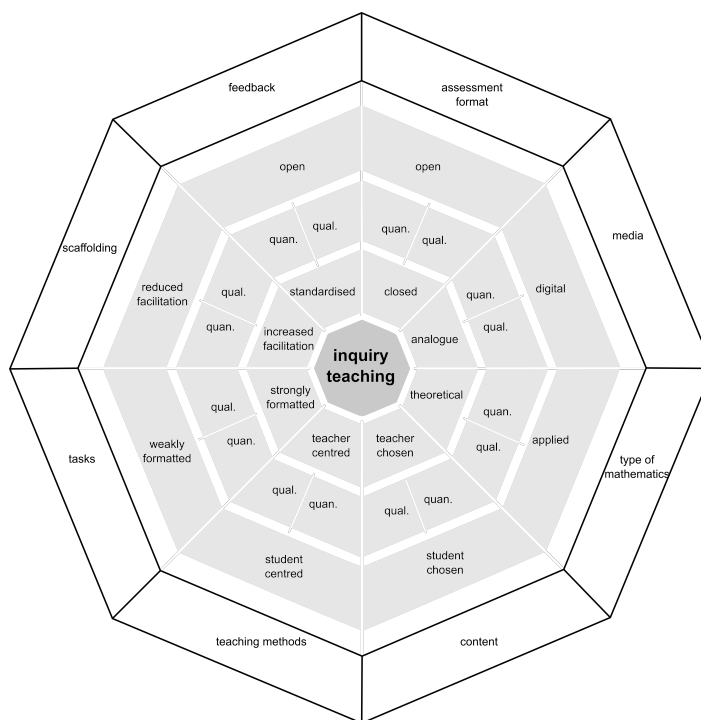 feedback
assessment
format
open
open
quan.
qual.
quan.
qual.
scaffolding
media
reduced
facilitation
qual.
quan.
standardised
closed
quan.
qual.
digital
increased
facilitation
analogue
inquiry
teaching
strongly
formatted
theoretical
qual.
quan.
quan.
qual.
weakly
formatted
applied
tasks
type of
mathematics
teacher
centred
teacher
chosen
qual.
quan.
qual.
quan.
student
centred
student
chosen
teaching methods
content